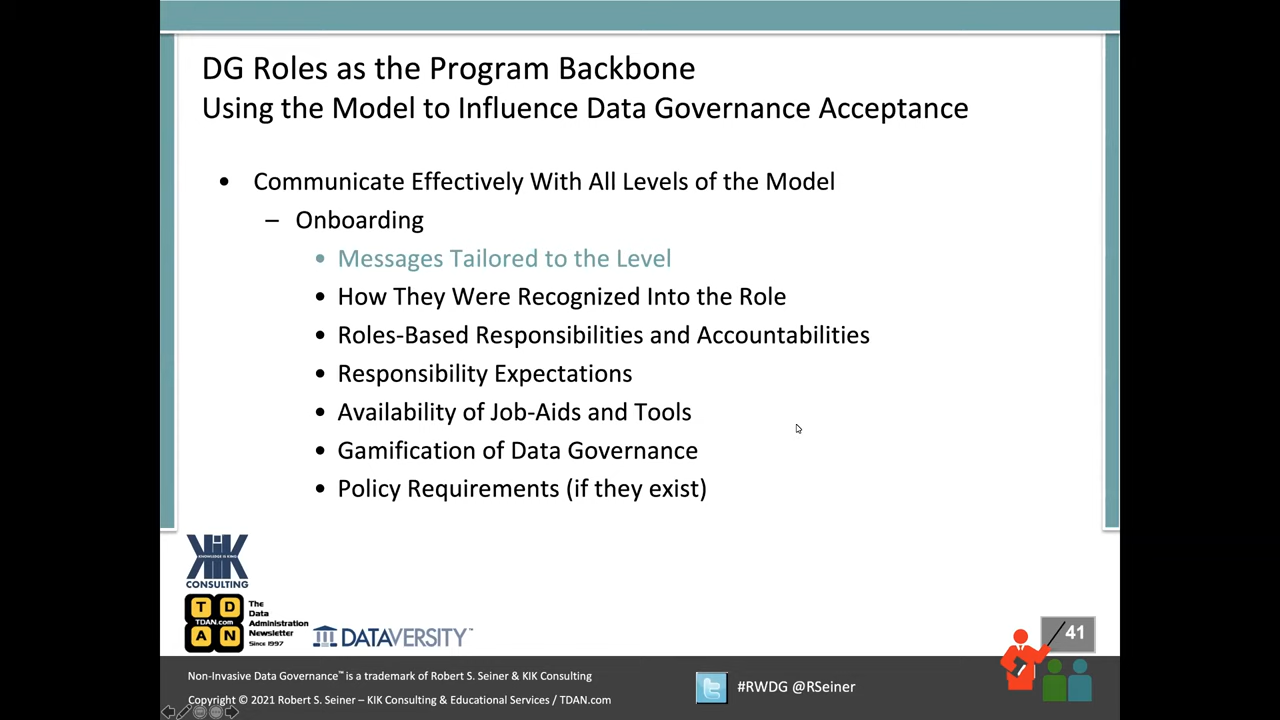 DG Roles as the Program Backbone
Using the Model to Influence Data Governance Acceptance
• Communicate Effectively With All Levels of the Model
– Onboarding
• Messages Tailored to the Level
• How They Were Recognized Into the Role
• Roles-Based Responsibilities and Accountabilities
• Responsibility Expectations
• Availability of Job-Aids and Tools
• Gamification of Data Governance
• Policy Requirements (if they exist)
KIK
KNOWLEDGE IS KING
CONSULTING
T D
TDAN.com
A N
The
Data
Administration
Newsletter
Since 1997
DATAVERSITY™
41
Non-Invasive Data Governance™ is a trademark of Robert S. Seiner & KIK Consulting
Copyright © 2021 Robert S. Seiner – KIK Consulting & Educational Services / TDAN.com
#RWDG @RSeiner